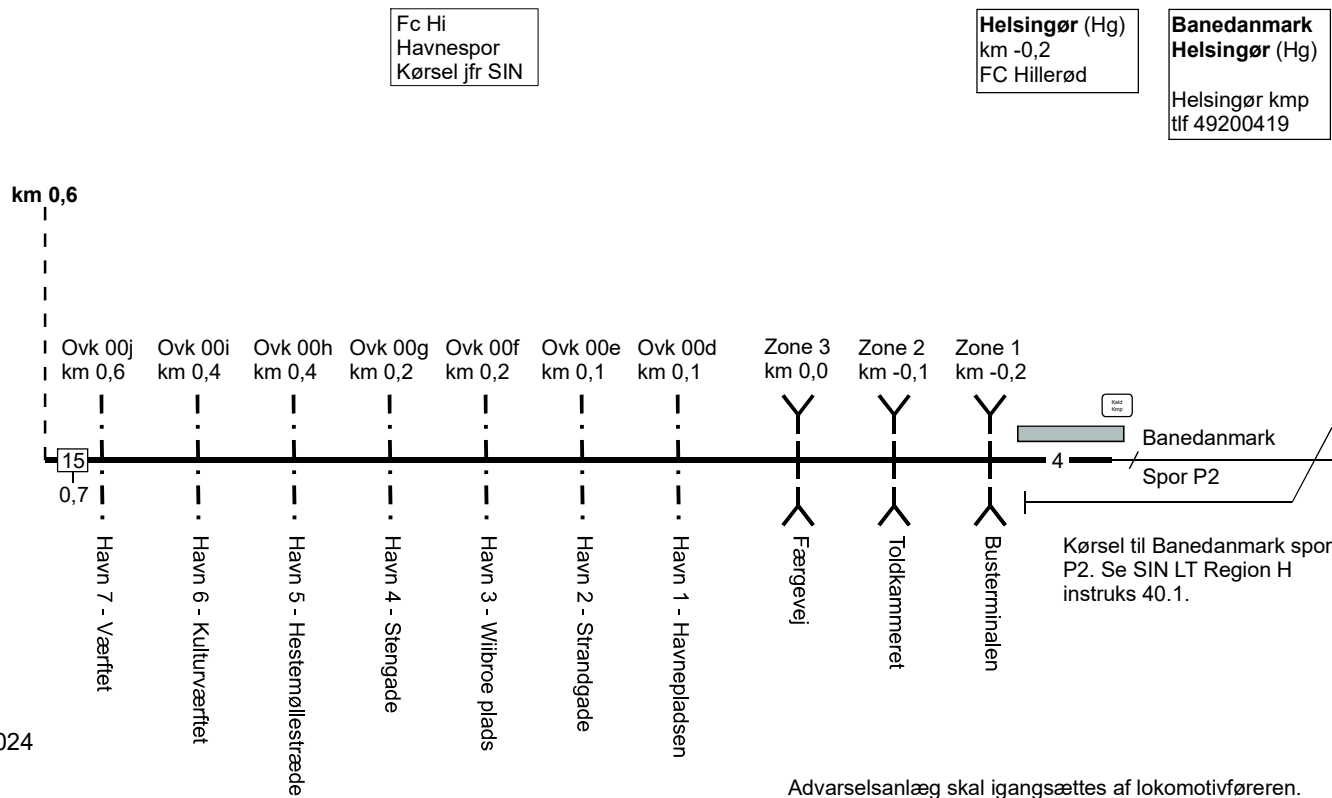 Fc Hi
Havnespor
Kørsel jfr SIN
Helsingør (Hg)
km -0,2
FC Hillerød
Banedanmark
Helsingør (Hg)
Helsingør kmp
tlf 49200419
km 0,6
Ovk 00j
km 0,6
Ovk 00i
km 0,4
Ovk 00h
km 0,4
Ovk 00g
km 0,2
Ovk 00f
km 0,2
Ovk 00e
km 0,1
Ovk 00d
km 0,1
Zone 3
km 0,0
Zone 2
km -0,1
Zone 1
km -0,2
Kald
Kmp
Banedanmark
15
4
0,7
Spor P2
Havn 7 - Værftet
Havn 6 - Kulturværftet
Havn 5 - Hestemøllestræde
Havn 4 - Stengade
Havn 3 - Wiibroe plads
Havn 2 - Strandgade
Havn 1 - Havnepladsen
Færgevej
Toldkammeret
Busterminalen
Kørsel til Banedanmark spor
P2. Se SIN LT Region H
instruks 40.1.
024
Advarselsanlæg skal igangsættes af lokomotivføreren.